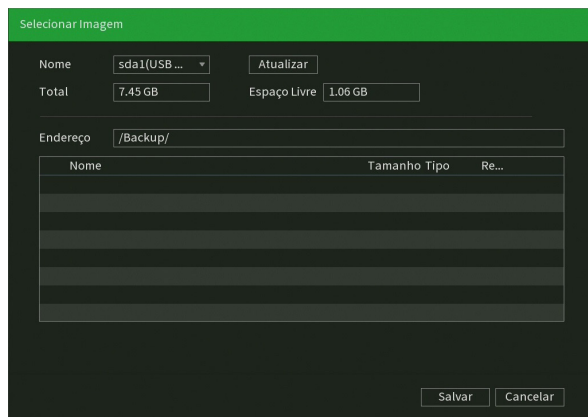 Selecionar Imagem
Nome sda1(USB ... Atualizar
Total 7.45 GB Espaço Livre 1.06 GB
Endereço /Backup/
Nome Tamanho Tipo Re...
Salvar Cancelar